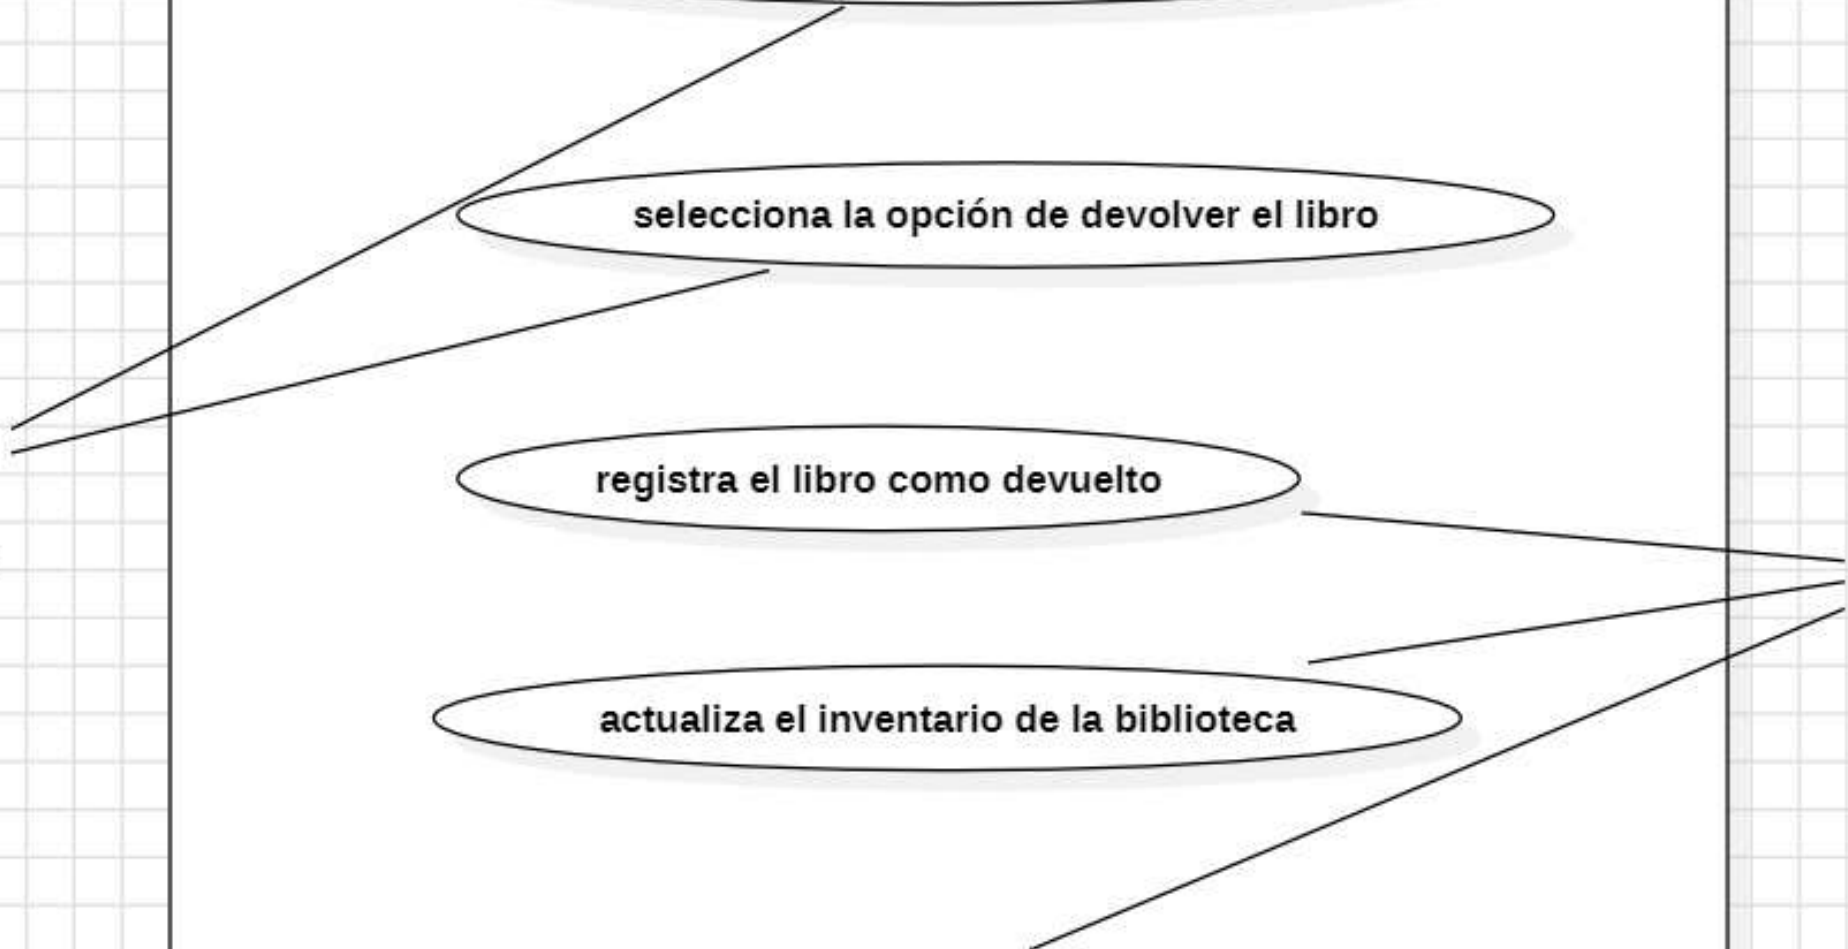 selecciona la opción de devolver el libro
registra el libro como devuelto
actualiza el inventario de la biblioteca